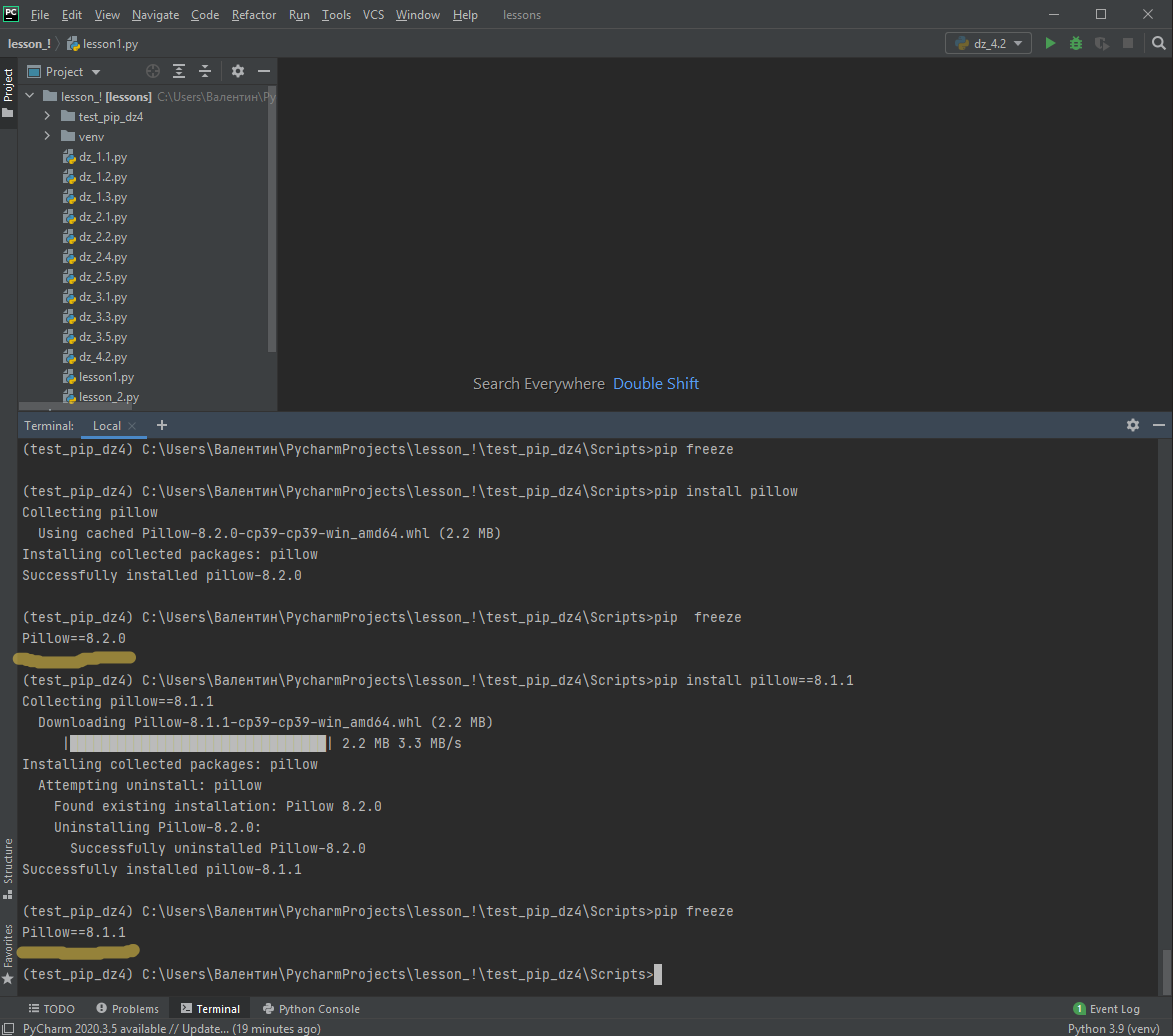 PC File Edit View Navigate Code Refactor Run Tools VCS Window Help lessons
lesson_! lesson1.py dz_4.2
Project
Project
lesson_! [lessons] C:\Users\Валентин\Py
test_pip_dz4
venv
dz_1.1.py
dz_1.2.py
dz_1.3.py
dz_2.1.py
dz_2.2.py
dz_2.4.py
dz_2.5.py
dz_3.1.py
dz_3.3.py
dz_3.5.py
dz_4.2.py
lesson1.py
lesson_2.py
Search Everywhere Double Shift
Terminal: Local
(test_pip_dz4) C:\Users\Валентин\PycharmProjects\lesson_!\test_pip_dz4\Scripts>pip freeze
(test_pip_dz4) C:\Users\Валентин\PycharmProjects\lesson_!\test_pip_dz4\Scripts>pip install pillow
Collecting pillow
Using cached Pillow-8.2.0-cp39-cp39-win_amd64.whl (2.2 MB)
Installing collected packages: pillow
Successfully installed pillow-8.2.0
(test_pip_dz4) C:\Users\Валентин\PycharmProjects\lesson_!\test_pip_dz4\Scripts>pip  freeze
Pillow==8.2.0
(test_pip_dz4) C:\Users\Валентин\PycharmProjects\lesson_!\test_pip_dz4\Scripts>pip install pillow==8.1.1
Collecting pillow==8.1.1
Downloading Pillow-8.1.1-cp39-cp39-win_amd64.whl (2.2 MB)
|████████████████████████████████| 2.2 MB 3.3 MB/s
Installing collected packages: pillow
Attempting uninstall: pillow
Found existing installation: Pillow 8.2.0
Uninstalling Pillow-8.2.0:
Successfully uninstalled Pillow-8.2.0
Successfully installed pillow-8.1.1
(test_pip_dz4) C:\Users\Валентин\PycharmProjects\lesson_!\test_pip_dz4\Scripts>pip freeze
Pillow==8.1.1
(test_pip_dz4) C:\Users\Валентин\PycharmProjects\lesson_!\test_pip_dz4\Scripts>
Structure
Favorites
TODO Problems Terminal Python Console 1 Event Log
PyCharm 2020.3.5 available // Update... (19 minutes ago) Python 3.9 (venv)